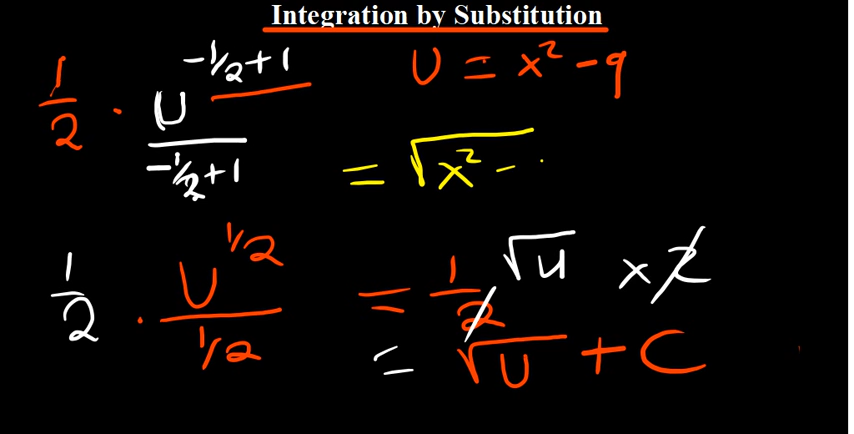 Integration by Substitution
1/2 · U^(-1/2+1) / (-1/2+1)
U = x² - 9
= √(x² -
1/2 · U^(1/2) / (1/2)
= 1/2 √u × 2
= √U + C